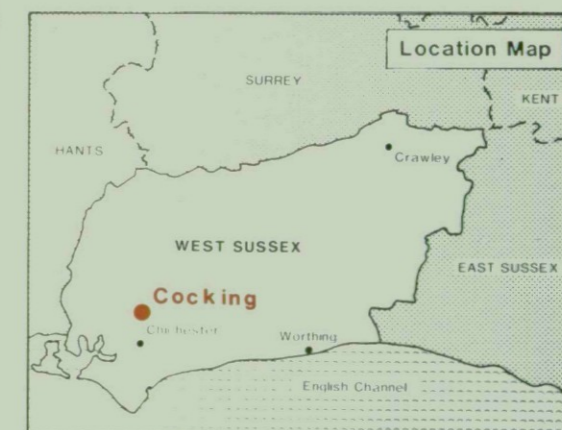 Location Map
SURREY
KENT
HANTS
Crawley
WEST SUSSEX
EAST SUSSEX
Cocking
Chichester
Worthing
English Channel